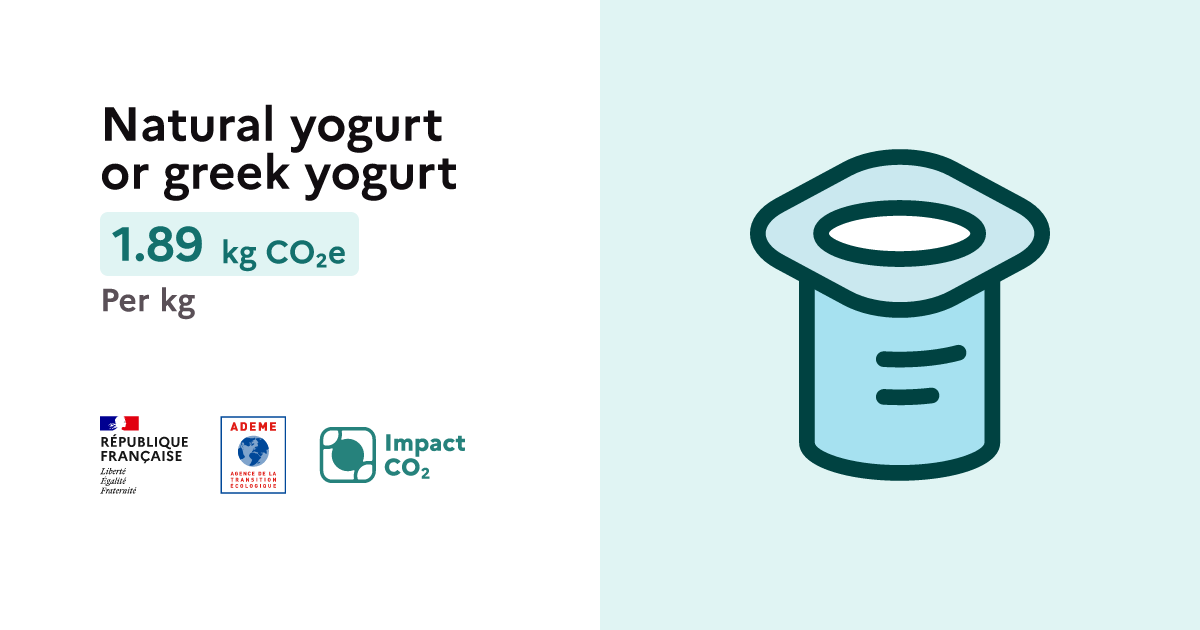 Natural yogurt
or greek yogurt
1.89 kg CO₂e
Per kg
RÉPUBLIQUE
FRANÇAISE
Liberté
Égalité
Fraternité
ADEME
AGENCE DE LA
TRANSITION
ÉCOLOGIQUE
Impact
CO₂